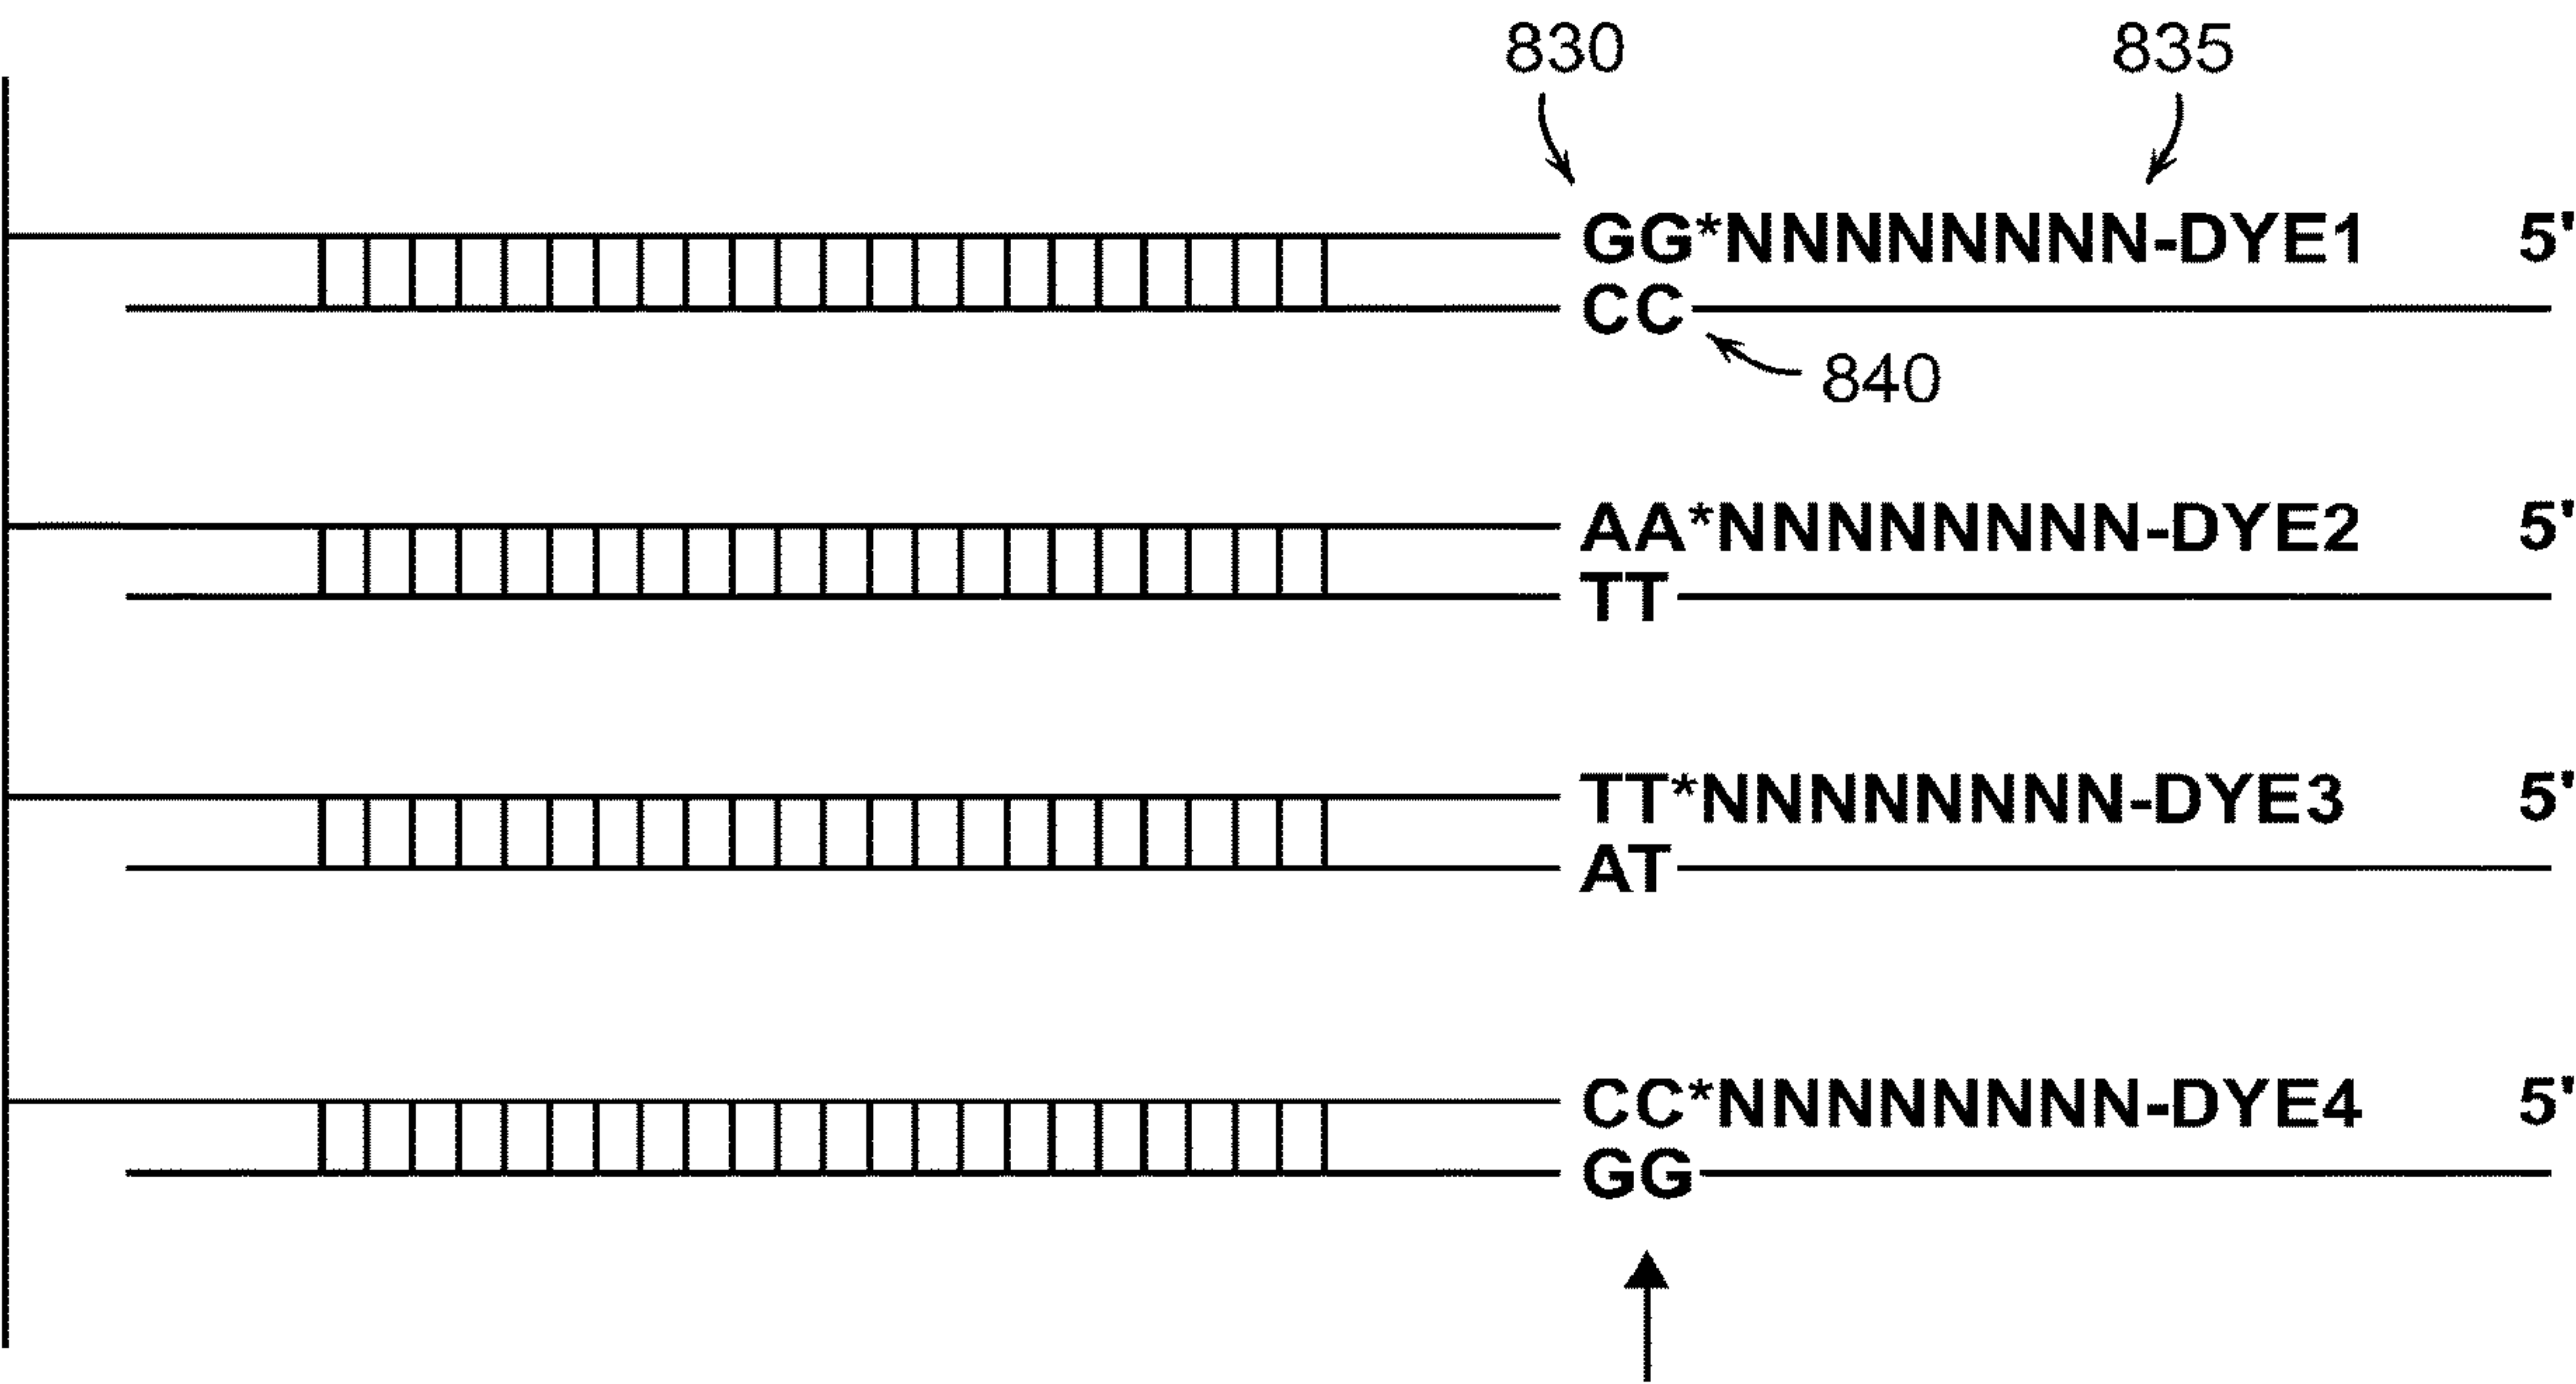 830 835
GG*NNNNNNNN-DYE1 5'
CC
840
AA*NNNNNNNN-DYE2 5'
TT
TT*NNNNNNNN-DYE3 5'
AT
CC*NNNNNNNN-DYE4 5'
GG